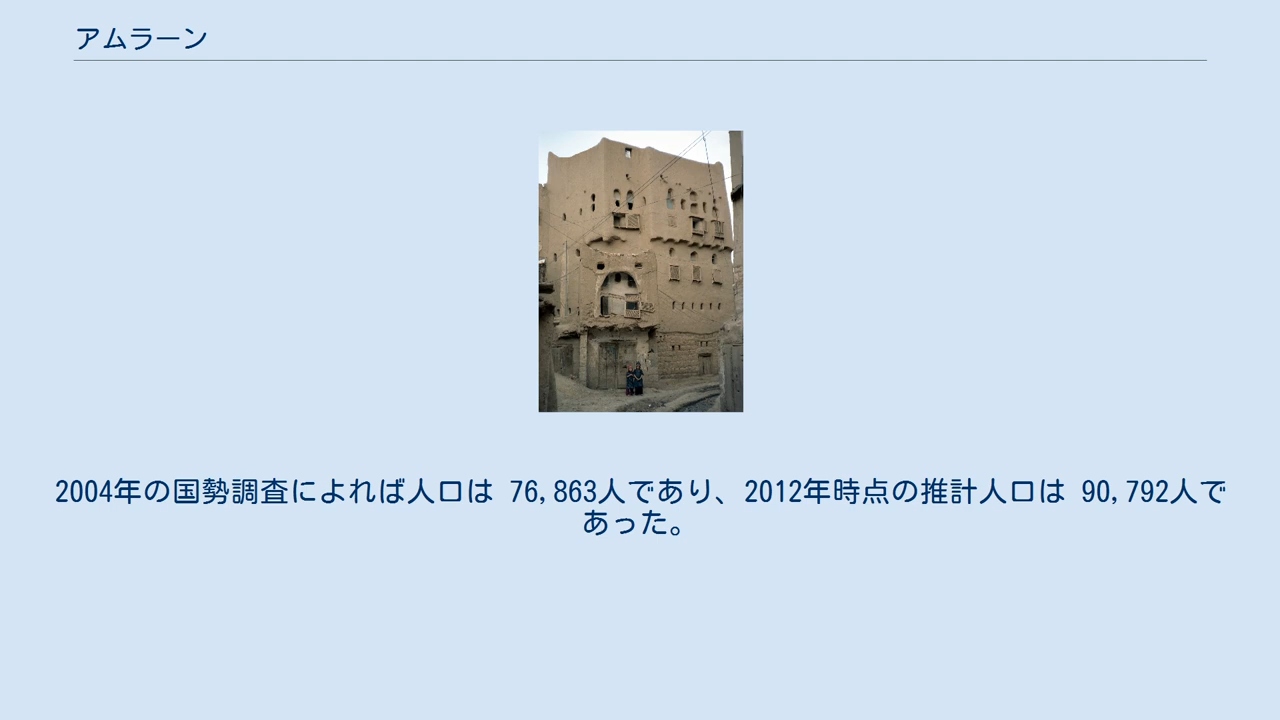 アムラーン
2004年の国勢調査によれば人口は 76,863人であり、2012年時点の推計人口は 90,792人で
あった。